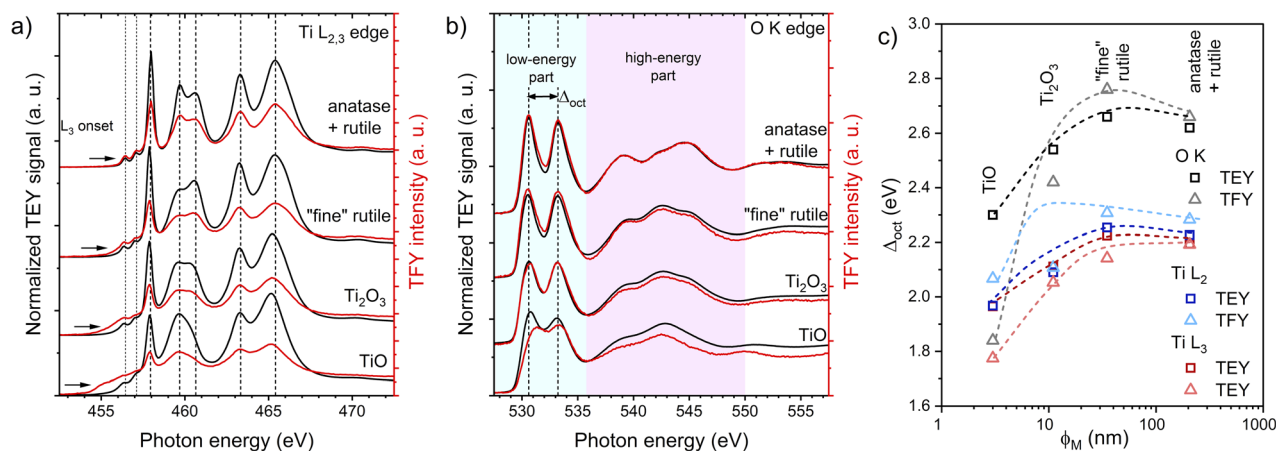 a)
Ti L2,3 edge
Normalized TEY signal (a. u.)
L3 onset
anatase
+ rutile
"fine" rutile
Ti2O3
TiO
TFY intensity (a. u.)
455 460 465 470
Photon energy (eV)
b)
O K edge
Normalized TEY signal (a. u.)
low-energy
part
high-energy
part
Δoct
anatase
+ rutile
"fine" rutile
Ti2O3
TiO
TFY intensity (a. u.)
530 535 540 545 550 555
Photon energy (eV)
c)
Δoct (eV)
3.0
2.8
2.6
2.4
2.2
2.0
1.8
1.6
TiO
Ti2O3
"fine"
rutile
anatase
+ rutile
O K
TEY
TFY
Ti L2
TEY
TFY
Ti L3
TEY
TEY
1 10 100 1000
ϕM (nm)